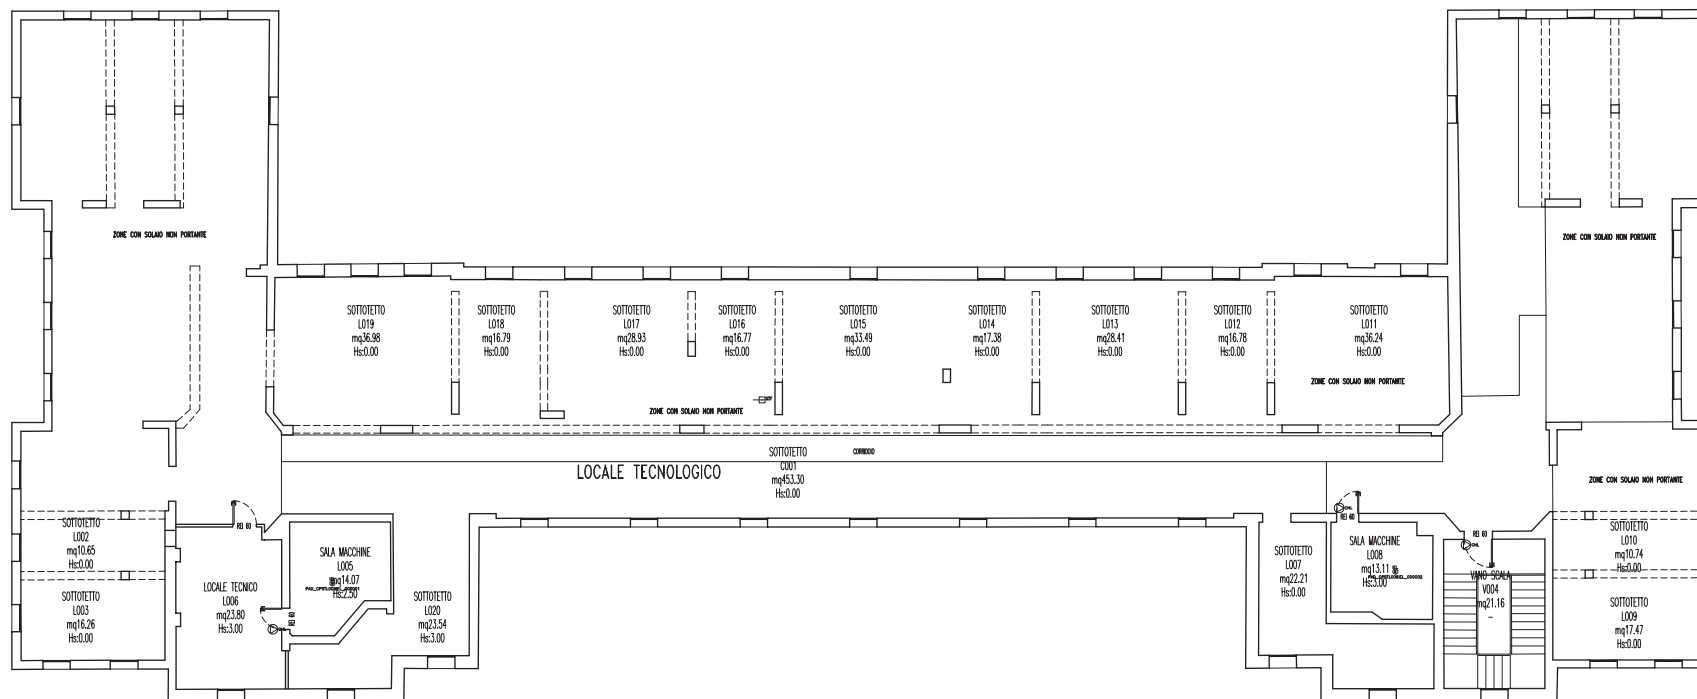 ZONE CON SOLAIO NON PORTANTE
ZONE CON SOLAIO NON PORTANTE
SOTTOTETTO
L019
mq36.98
Hs:0.00
SOTTOTETTO
L018
mq16.79
Hs:0.00
SOTTOTETTO
L017
mq28.93
Hs:0.00
SOTTOTETTO
L016
mq16.77
Hs:0.00
SOTTOTETTO
L015
mq33.49
Hs:0.00
SOTTOTETTO
L014
mq17.38
Hs:0.00
SOTTOTETTO
L013
mq28.41
Hs:0.00
SOTTOTETTO
L012
mq16.78
Hs:0.00
SOTTOTETTO
L011
mq36.24
Hs:0.00
ZONE CON SOLAIO NON PORTANTE
ZONE CON SOLAIO NON PORTANTE
LOCALE TECNOLOGICO
SOTTOTETTO
C001
mq453.30
Hs:0.00
CORRIDOIO
ZONE CON SOLAIO NON PORTANTE
SOTTOTETTO
L002
mq10.65
Hs:0.00
SOTTOTETTO
L003
mq16.26
Hs:0.00
REI 60
LOCALE TECNICO
L006
mq23.80
Hs:3.00
SALA MACCHINE
L005
mq14.07
Hs:2.50
REI 60
SOTTOTETTO
L020
mq23.54
Hs:3.00
SOTTOTETTO
L007
mq22.21
Hs:0.00
REI 60
SALA MACCHINE
L008
mq13.11
Hs:3.00
REI 60
VANO SCALA
V004
mq21.16
-
SOTTOTETTO
L010
mq10.74
Hs:0.00
SOTTOTETTO
L009
mq17.47
Hs:0.00